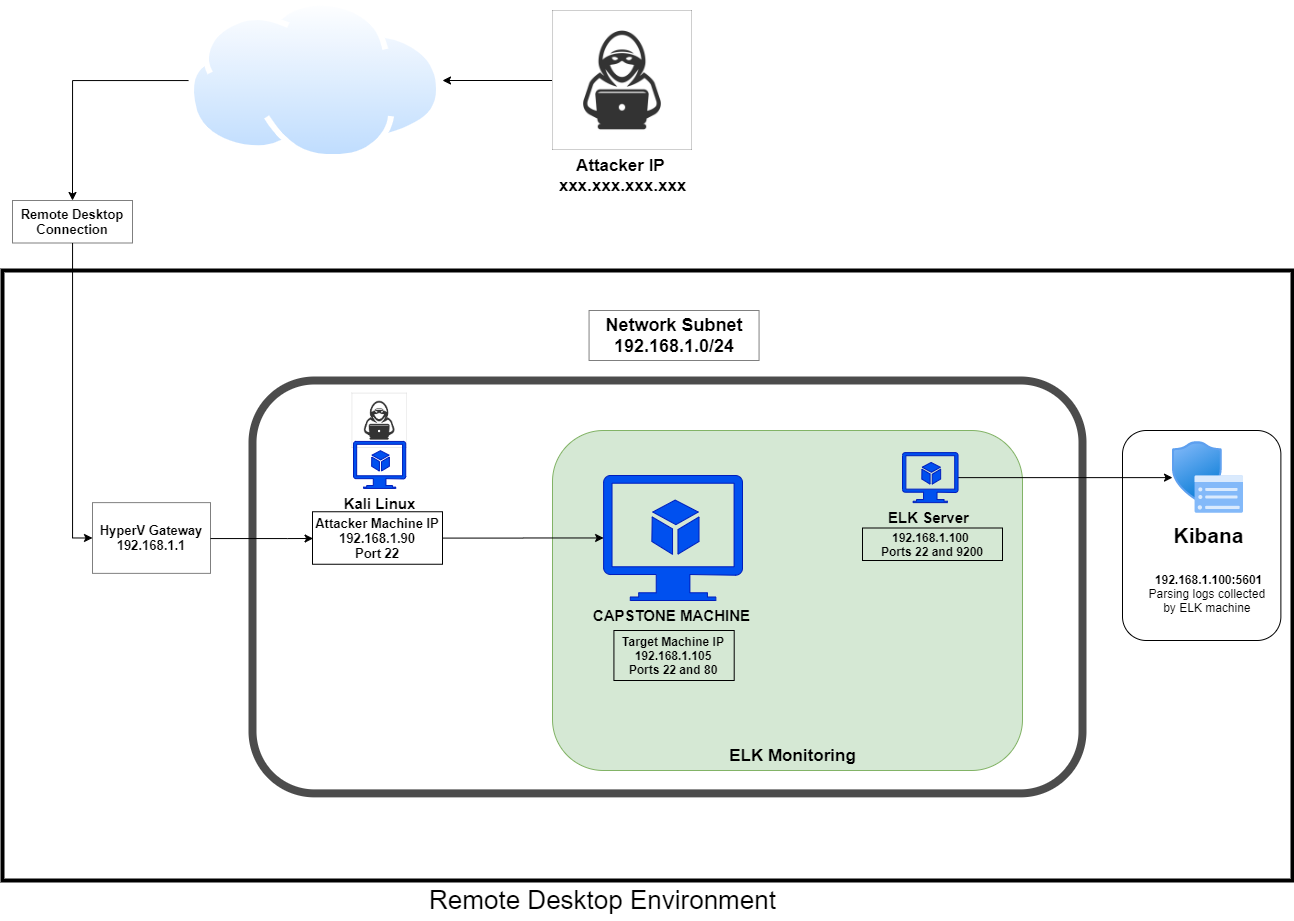 Attacker IP
xxx.xxx.xxx.xxx
Remote Desktop
Connection
Network Subnet
192.168.1.0/24
HyperV Gateway
192.168.1.1
Kali Linux
Attacker Machine IP
192.168.1.90
Port 22
CAPSTONE MACHINE
Target Machine IP
192.168.1.105
Ports 22 and 80
ELK Server
192.168.1.100
Ports 22 and 9200
ELK Monitoring
Kibana
192.168.1.100:5601
Parsing logs collected
by ELK machine
Remote Desktop Environment